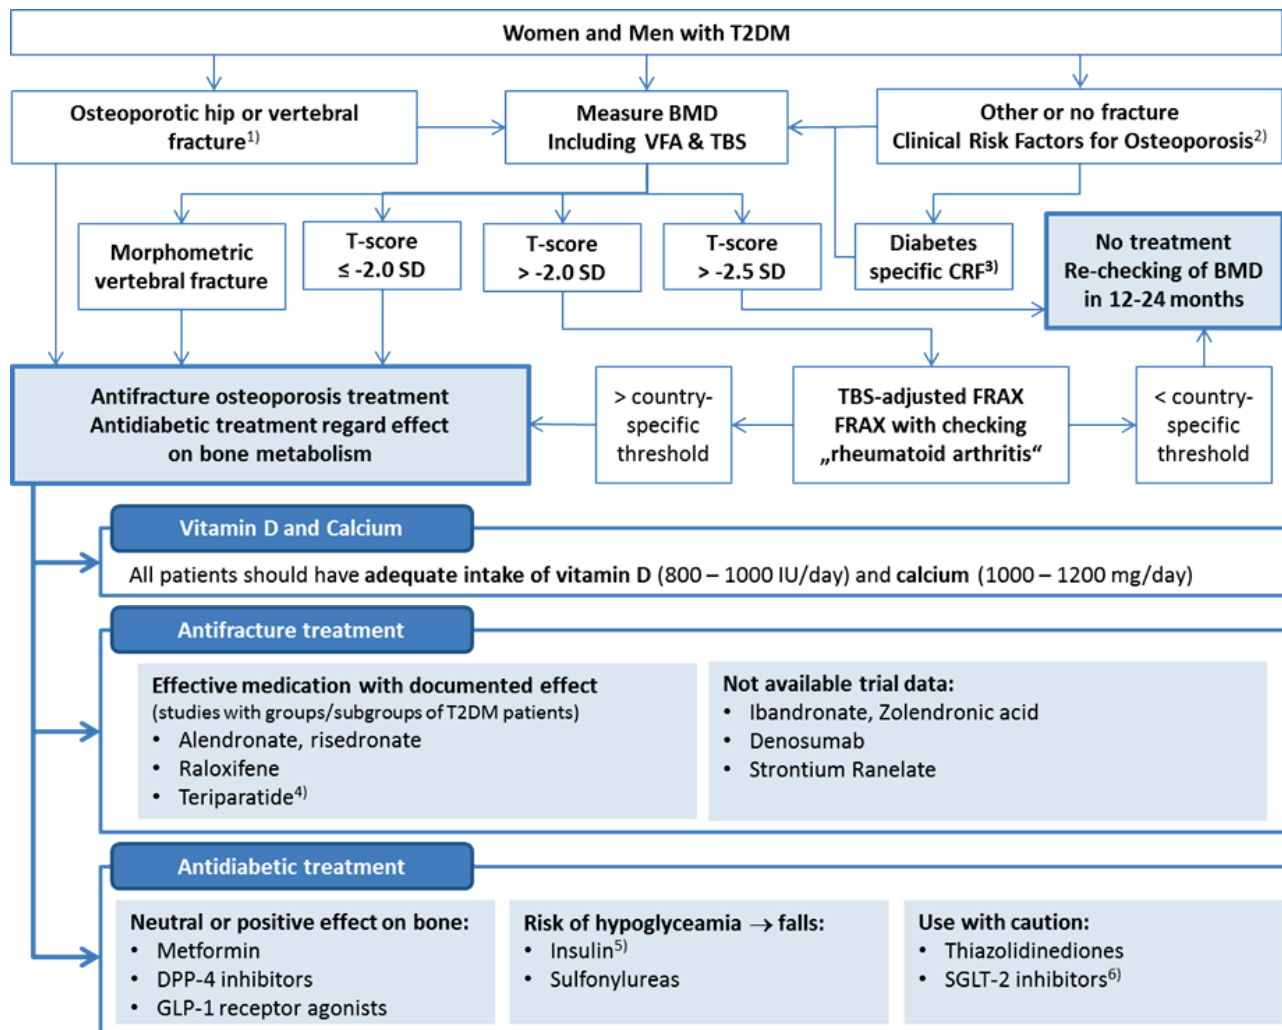 Women and Men with T2DM
Osteoporotic hip or vertebral
fracture1)
Measure BMD
Including VFA & TBS
Other or no fracture
Clinical Risk Factors for Osteoporosis2)
Morphometric
vertebral fracture
T-score
≤ -2.0 SD
T-score
> -2.0 SD
T-score
> -2.5 SD
Diabetes
specific CRF3)
No treatment
Re-checking of BMD
in 12-24 months
Antifracture osteoporosis treatment
Antidiabetic treatment regard effect
on bone metabolism
> country-
specific
threshold
TBS-adjusted FRAX
FRAX with checking
„rheumatoid arthritis“
< country-
specific
threshold
Vitamin D and Calcium
All patients should have adequate intake of vitamin D (800 – 1000 IU/day) and calcium (1000 – 1200 mg/day)
Antifracture treatment
Effective medication with documented effect
(studies with groups/subgroups of T2DM patients)
• Alendronate, risedronate
• Raloxifene
• Teriparatide4)
Not available trial data:
• Ibandronate, Zolendronic acid
• Denosumab
• Strontium Ranelate
Antidiabetic treatment
Neutral or positive effect on bone:
• Metformin
• DPP-4 inhibitors
• GLP-1 receptor agonists
Risk of hypoglyceamia → falls:
• Insulin5)
• Sulfonylureas
Use with caution:
• Thiazolidinediones
• SGLT-2 inhibitors6)